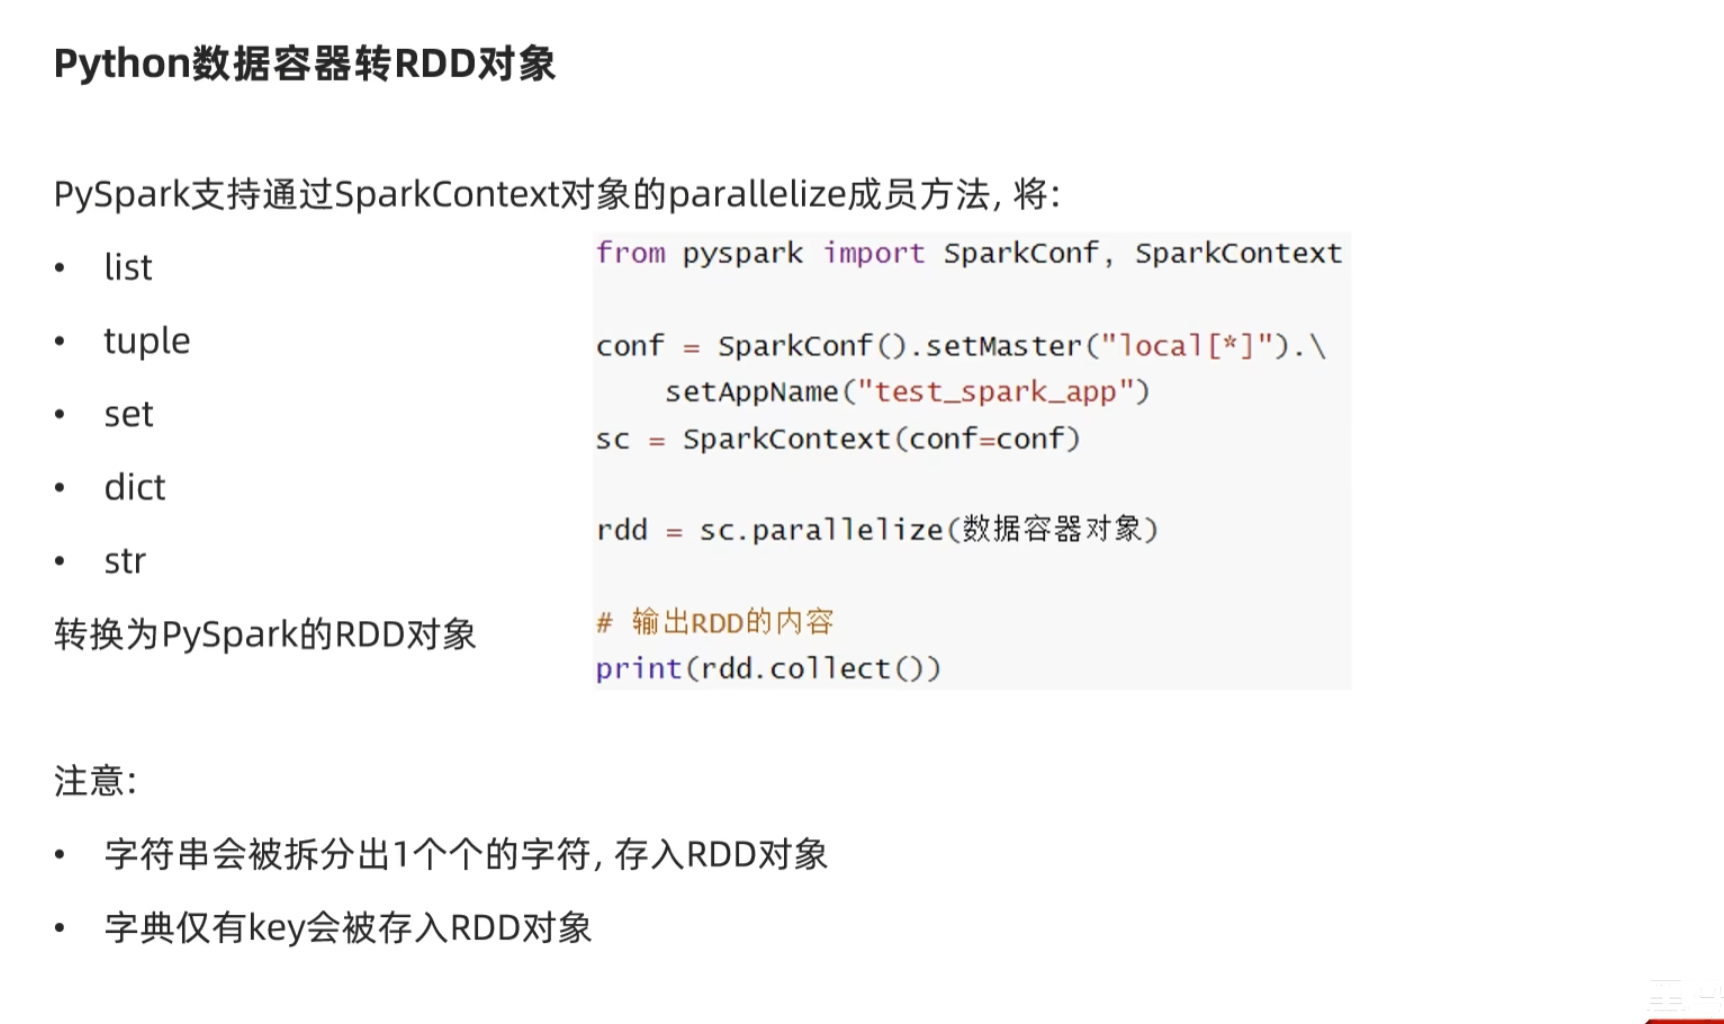 Python数据容器转RDD对象
PySpark支持通过SparkContext对象的parallelize成员方法, 将:
• list
• tuple
• set
• dict
• str
转换为PySpark的RDD对象
from pyspark import SparkConf, SparkContext
conf = SparkConf().setMaster("local[*]").\
    setAppName("test_spark_app")
sc = SparkContext(conf=conf)
rdd = sc.parallelize(数据容器对象)
# 输出RDD的内容
print(rdd.collect())
注意:
• 字符串会被拆分出1个个的字符, 存入RDD对象
• 字典仅有key会被存入RDD对象